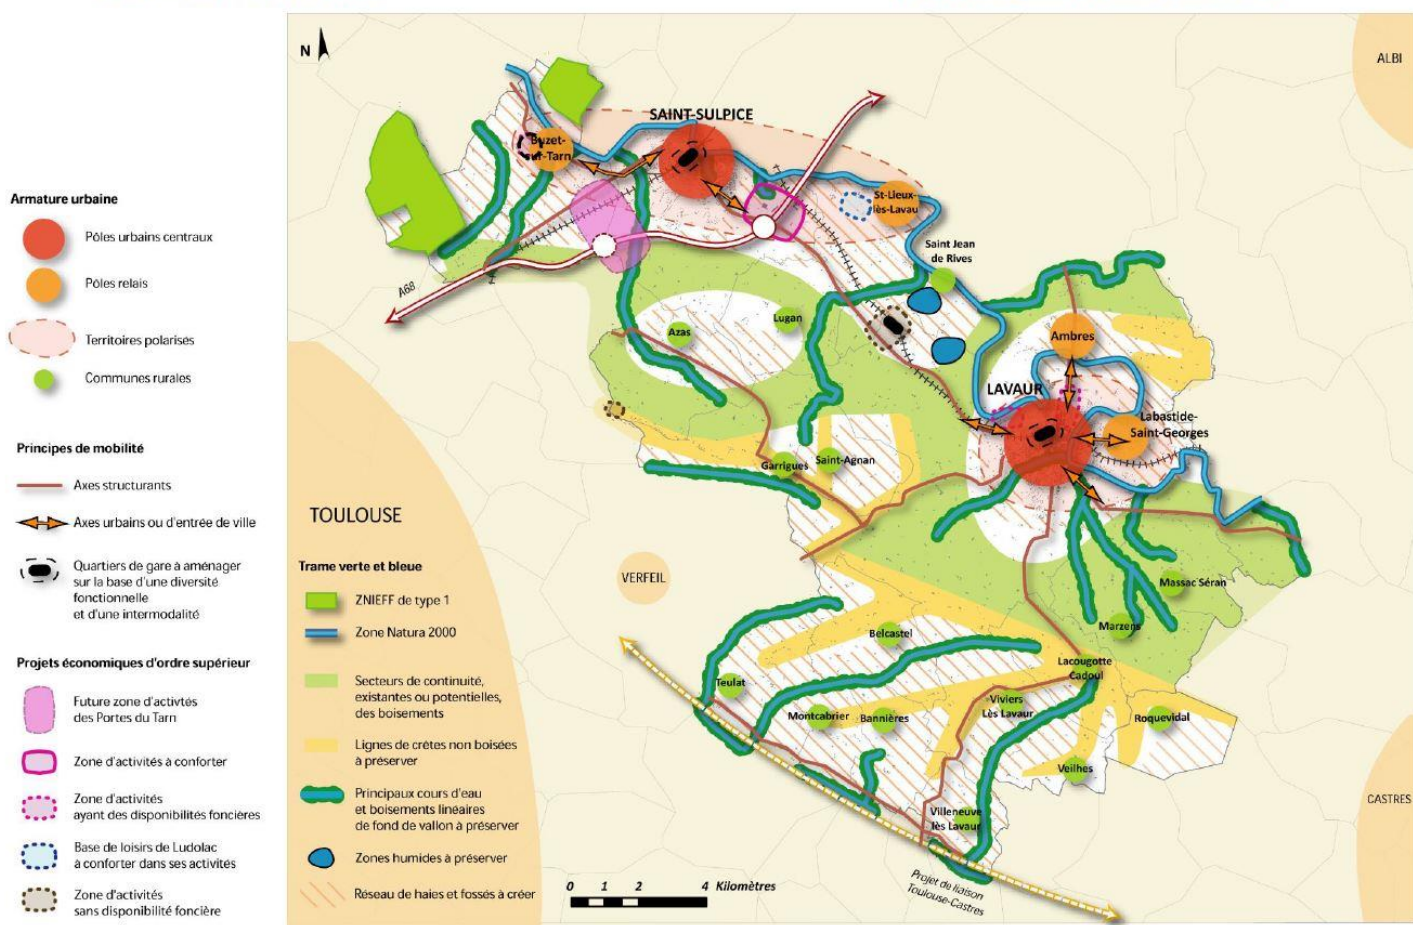 Armature urbaine
Pôles urbains centraux
Pôles relais
Territoires polarisés
Communes rurales
Principes de mobilité
Axes structurants
Axes urbains ou d'entrée de ville
Quartiers de gare à aménager
sur la base d'une diversité
fonctionnelle
et d'une intermodalité
Projets économiques d'ordre supérieur
Future zone d'activtés
des Portes du Tarn
Zone d'activités à conforter
Zone d'activités
ayant des disponibilités foncières
Base de loisirs de Ludolac
à conforter dans ses activités
Zone d'activités
sans disponibilité foncière
N
ALBI
SAINT-SULPICE
Buzet-
sur-Tarn
St-Lieux-
lès-Lavau
Saint Jean
de Rives
A68
Azas
Lugan
Ambres
LAVAUR
Labastide-
Saint-Georges
Garrigues
Saint-Agnan
TOULOUSE
VERFEIL
Massac Séran
Marzens
Belcastel
Lacougotte
Cadoul
Teulat
Montcabrier
Bannières
Viviers
Lès Lavaur
Roquevidal
Veilhes
Villeneuve
lès Lavaur
CASTRES
Projet de liaison
Toulouse-Castres
Trame verte et bleue
ZNIEFF de type 1
Zone Natura 2000
Secteurs de continuité,
existantes ou potentielles,
des boisements
Lignes de crêtes non boisées
à préserver
Principaux cours d'eau
et boisements linéaires
de fond de vallon à préserver
Zones humides à préserver
Réseau de haies et fossés à créer
0 1 2 4 Kilomètres